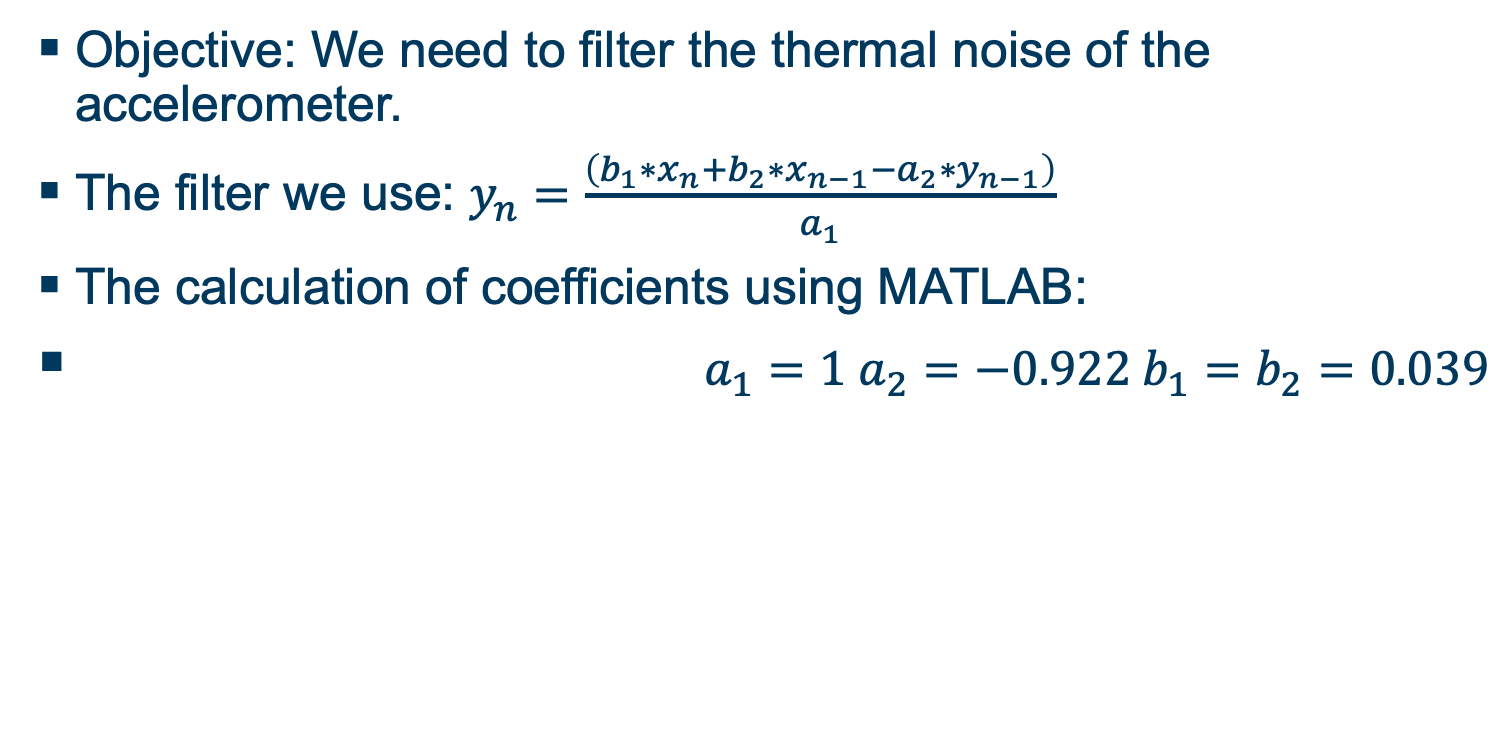 ▪ Objective: We need to filter the thermal noise of the
accelerometer.
▪ The filter we use: yₙ = (b₁*xₙ+b₂*xₙ₋₁−a₂*yₙ₋₁) / a₁
▪ The calculation of coefficients using MATLAB:
▪ a₁ = 1 a₂ = −0.922 b₁ = b₂ = 0.039